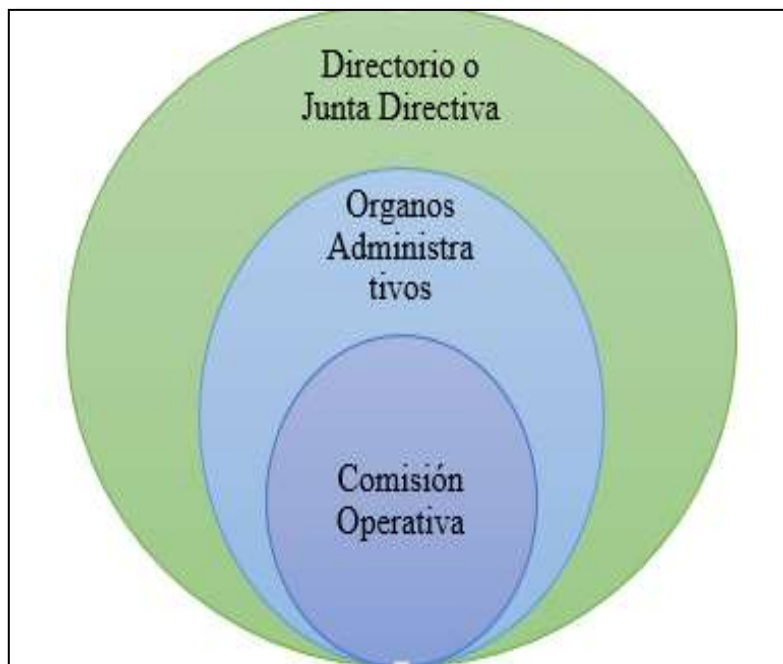 Directorio o
Junta Directiva
Organos
Administra
tivos
Comisión
Operativa